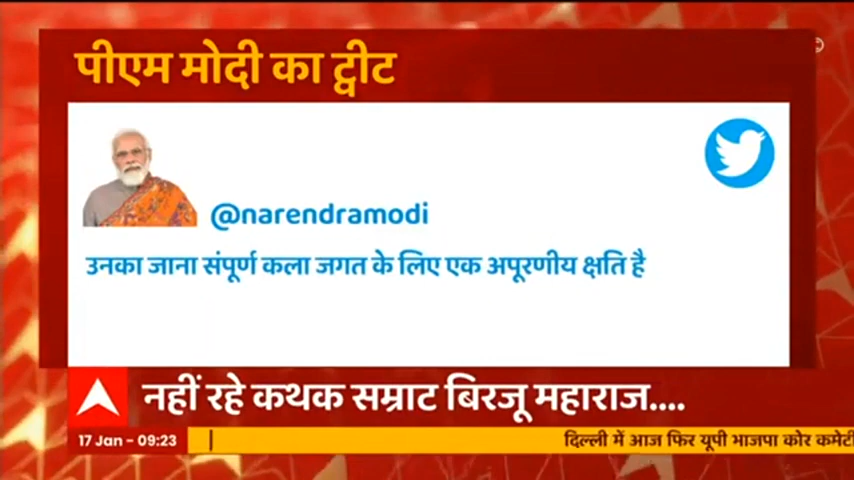 पीएम मोदी का ट्वीट
@narendramodi
उनका जाना संपूर्ण कला जगत के लिए एक अपूरणीय क्षति है
नहीं रहे कथक सम्राट बिरजू महाराज....
17 Jan - 09:23
दिल्ली में आज फिर यूपी भाजपा कोर कमेटी